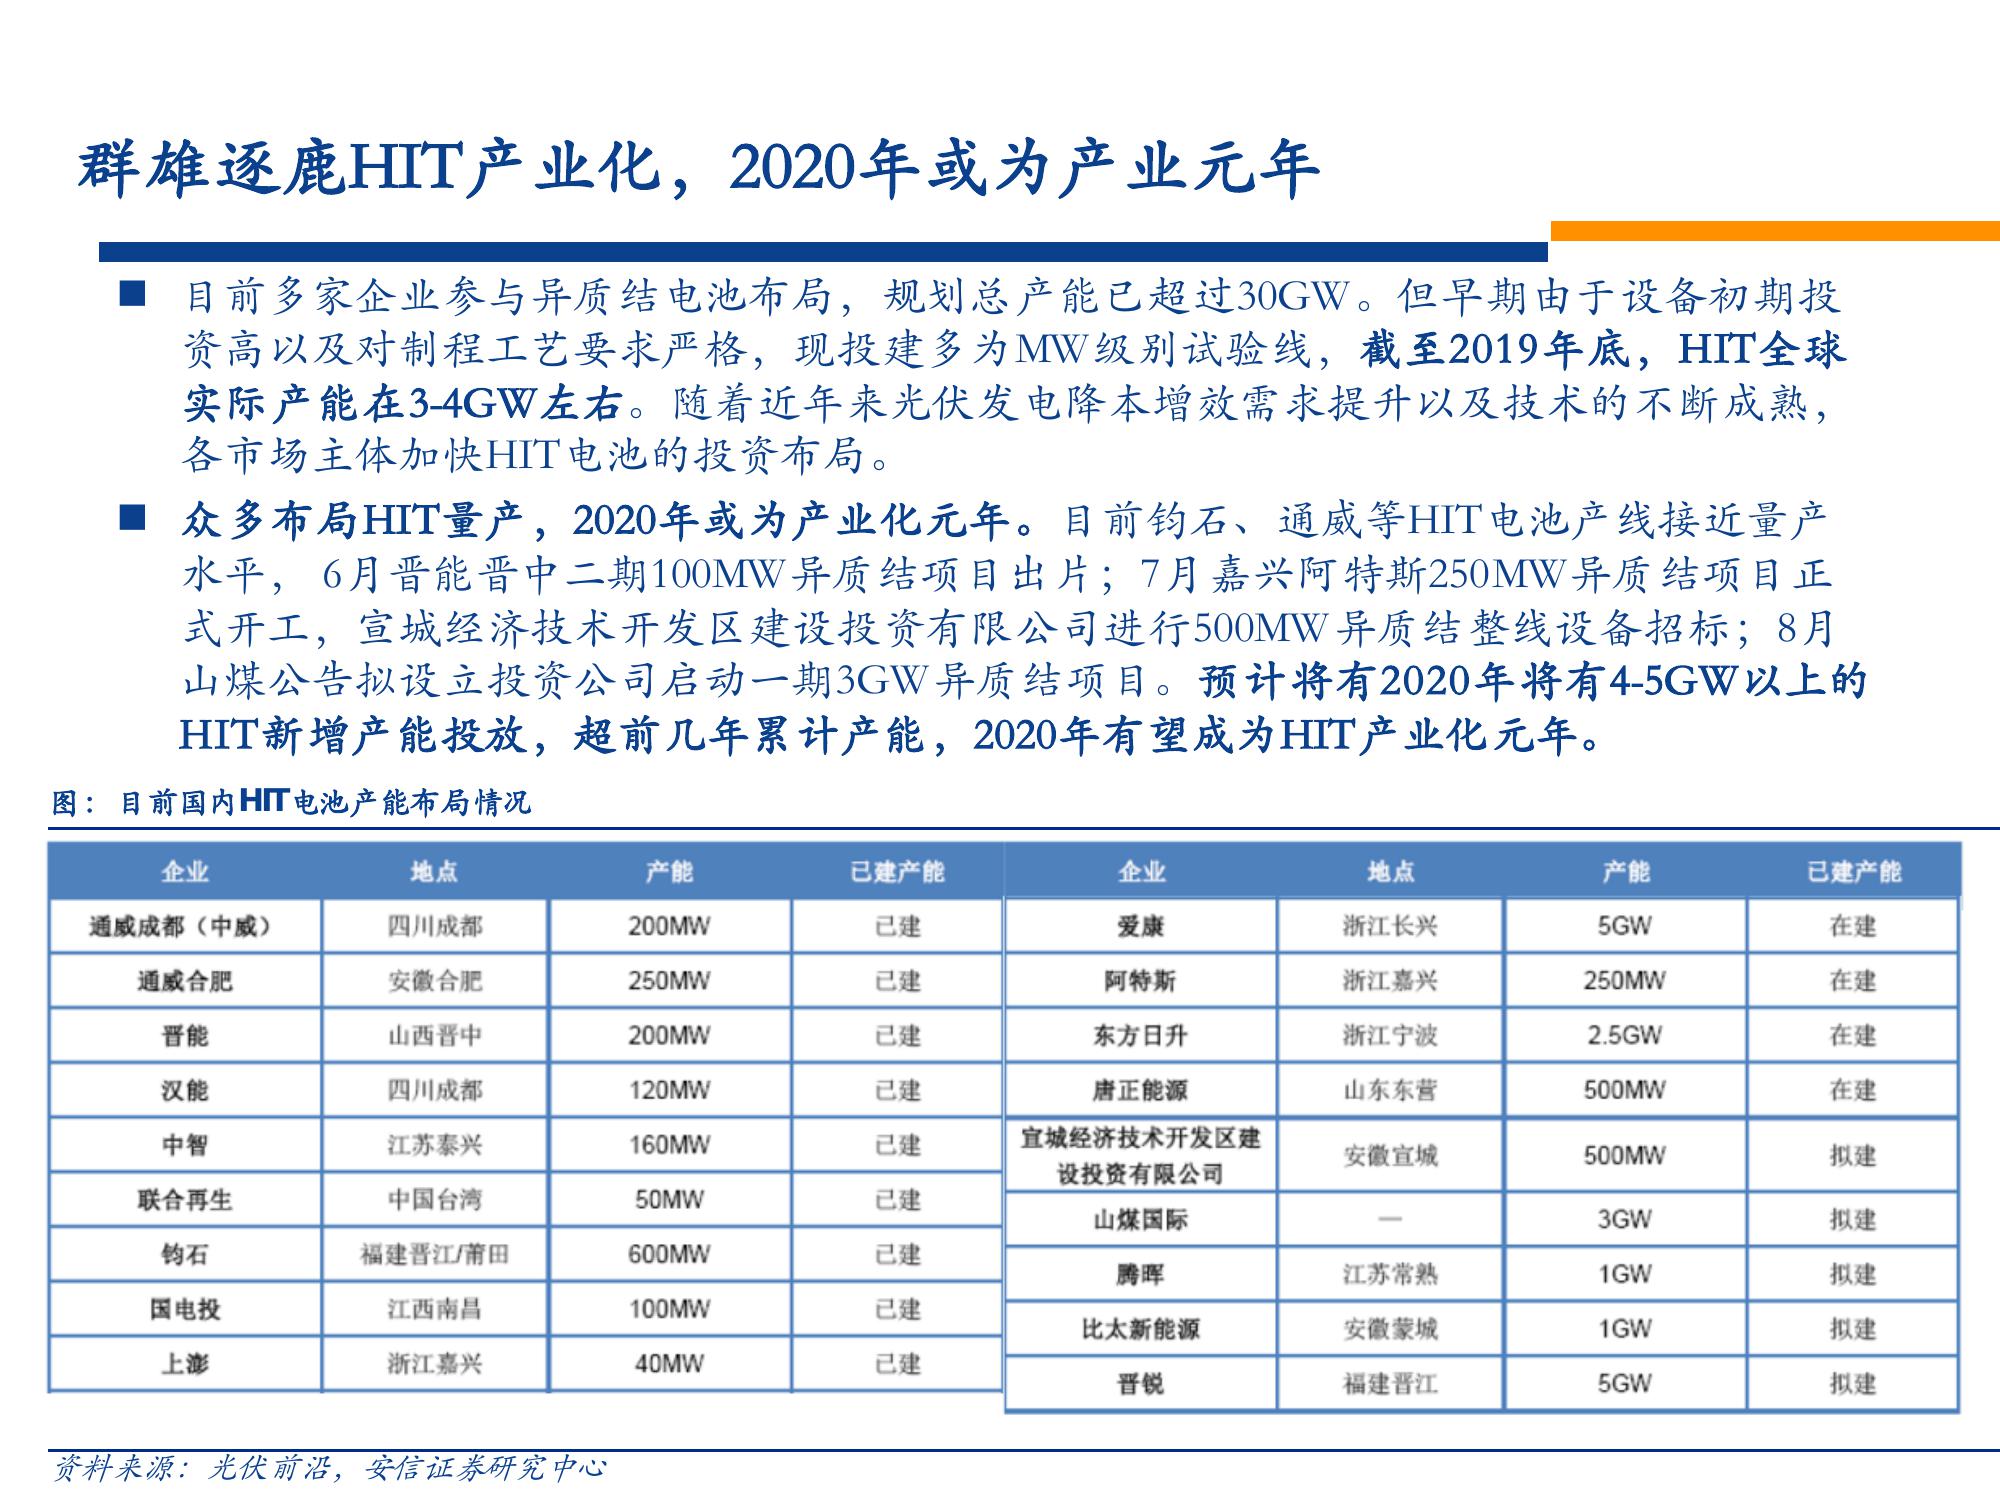 群雄逐鹿HIT产业化，2020年或为产业元年
■ 目前多家企业参与异质结电池布局，规划总产能已超过30GW。但早期由于设备初期投
资高以及对制程工艺要求严格，现投建多为MW级别试验线，截至2019年底，HIT全球
实际产能在3-4GW左右。随着近年来光伏发电降本增效需求提升以及技术的不断成熟，
各市场主体加快HIT电池的投资布局。
■ 众多布局HIT量产，2020年或为产业化元年。目前钧石、通威等HIT电池产线接近量产
水平， 6月晋能晋中二期100MW异质结项目出片；7月嘉兴阿特斯250MW异质结项目正
式开工，宣城经济技术开发区建设投资有限公司进行500MW异质结整线设备招标；8月
山煤公告拟设立投资公司启动一期3GW异质结项目。预计将有2020年将有4-5GW以上的
HIT新增产能投放，超前几年累计产能，2020年有望成为HIT产业化元年。
图： 目前国内HIT电池产能布局情况
企业 地点 产能 已建产能
通威成都（中威） 四川成都 200MW 已建
通威合肥 安徽合肥 250MW 已建
晋能 山西晋中 200MW 已建
汉能 四川成都 120MW 已建
中智 江苏泰兴 160MW 已建
联合再生 中国台湾 50MW 已建
钧石 福建晋江/莆田 600MW 已建
国电投 江西南昌 100MW 已建
上澎 浙江嘉兴 40MW 已建
企业 地点 产能 已建产能
爱康 浙江长兴 5GW 在建
阿特斯 浙江嘉兴 250MW 在建
东方日升 浙江宁波 2.5GW 在建
唐正能源 山东东营 500MW 在建
宣城经济技术开发区建
设投资有限公司 安徽宣城 500MW 拟建
山煤国际 — 3GW 拟建
腾晖 江苏常熟 1GW 拟建
比太新能源 安徽蒙城 1GW 拟建
晋锐 福建晋江 5GW 拟建
资料来源：光伏前沿，安信证券研究中心